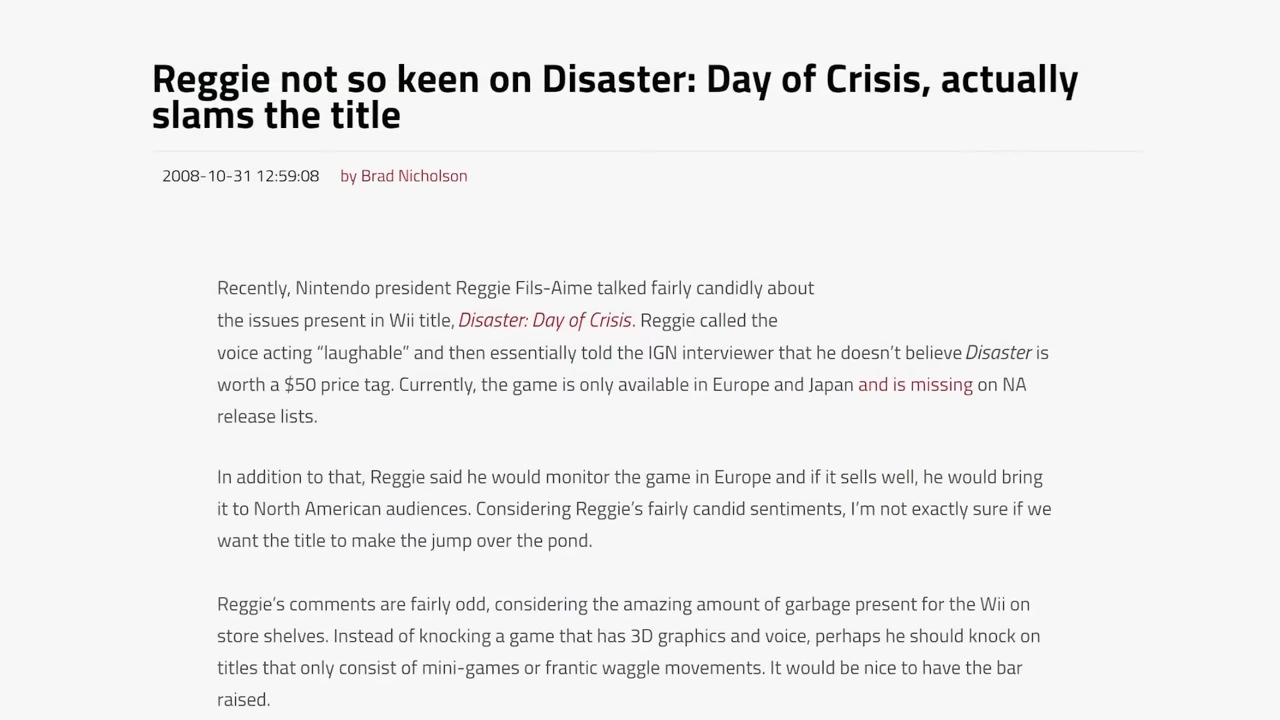 Reggie not so keen on Disaster: Day of Crisis, actually
slams the title
2008-10-31 12:59:08 by Brad Nicholson
Recently, Nintendo president Reggie Fils-Aime talked fairly candidly about
the issues present in Wii title, Disaster: Day of Crisis. Reggie called the
voice acting “laughable” and then essentially told the IGN interviewer that he doesn’t believe Disaster is
worth a $50 price tag. Currently, the game is only available in Europe and Japan and is missing on NA
release lists.
In addition to that, Reggie said he would monitor the game in Europe and if it sells well, he would bring
it to North American audiences. Considering Reggie’s fairly candid sentiments, I’m not exactly sure if we
want the title to make the jump over the pond.
Reggie’s comments are fairly odd, considering the amazing amount of garbage present for the Wii on
store shelves. Instead of knocking a game that has 3D graphics and voice, perhaps he should knock on
titles that only consist of mini-games or frantic waggle movements. It would be nice to have the bar
raised.